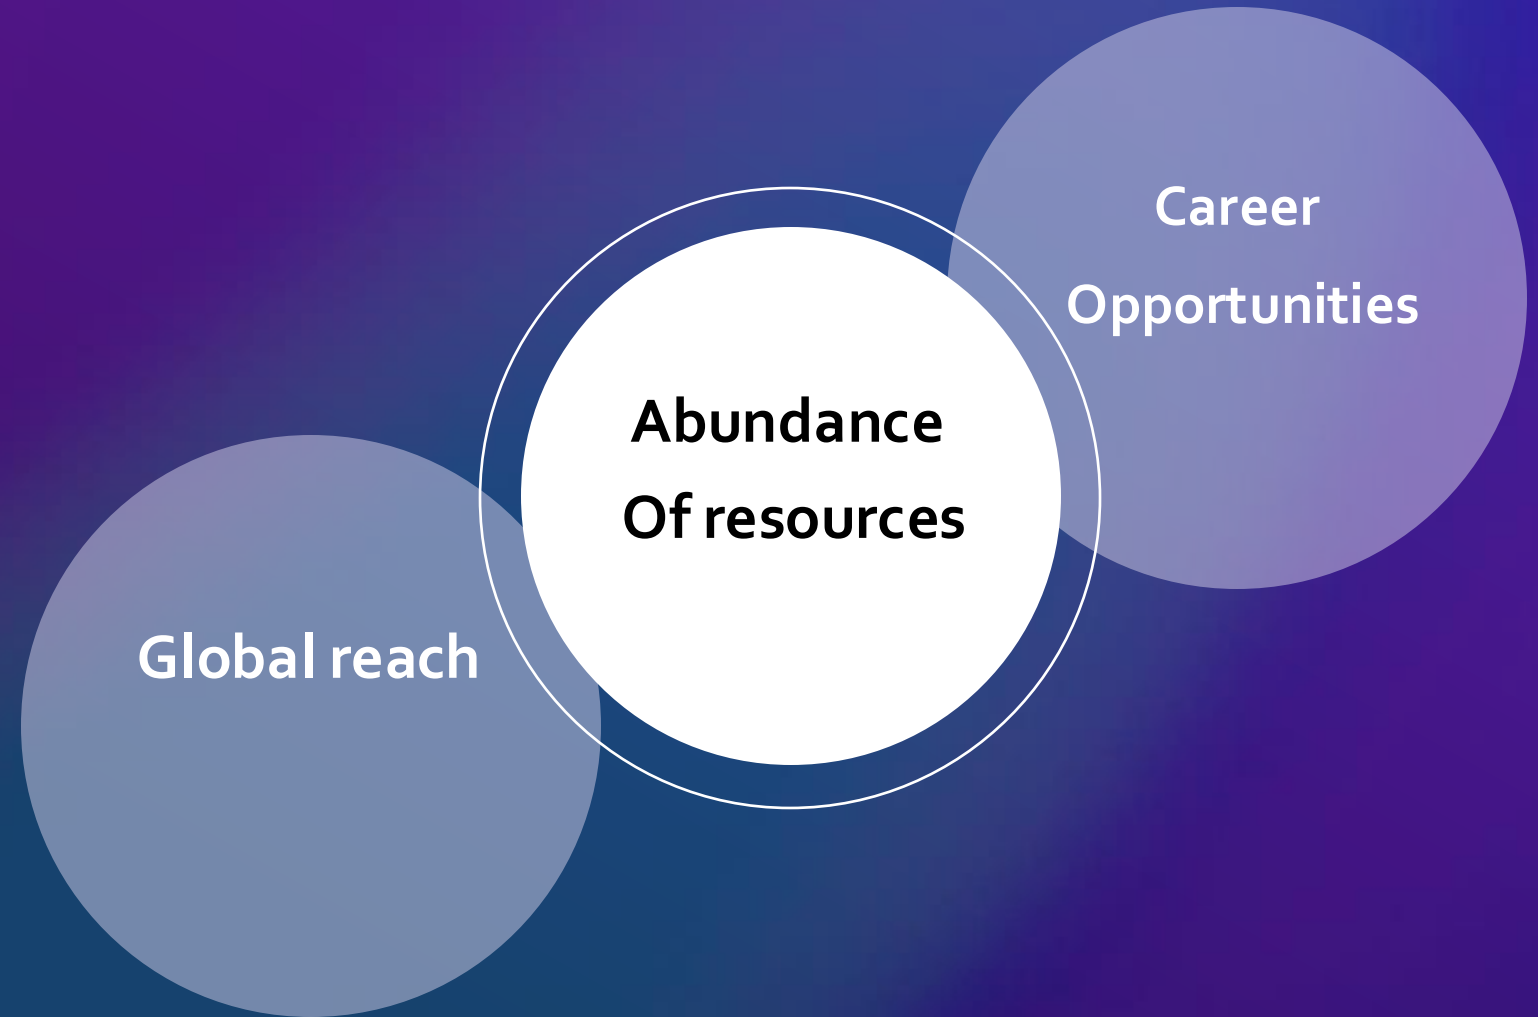 Career
Opportunities
Abundance
Of resources
Global reach